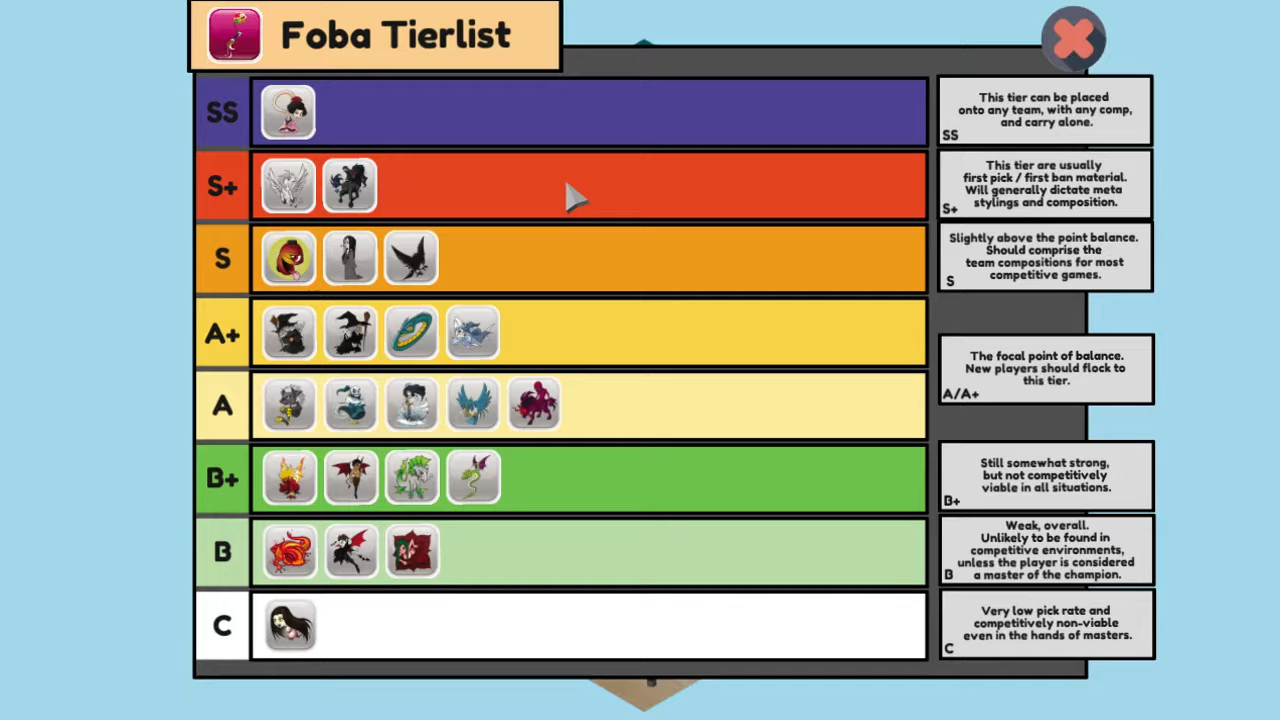 Foba Tierlist
SS
This tier can be placed
onto any team, with any comp,
and carry alone.
SS
S+
This tier are usually
first pick / first ban material.
Will generally dictate meta
stylings and composition.
S+
S
Slightly above the point balance.
Should comprise the
team compositions for most
competitive games.
S
A+
The focal point of balance.
New players should flock to
this tier.
A/A+
A
B+
Still somewhat strong,
but not competitively
viable in all situations.
B+
B
Weak, overall.
Unlikely to be found in
competitive environments,
unless the player is considered
a master of the champion.
B
C
Very low pick rate and
competitively non-viable
even in the hands of masters.
C